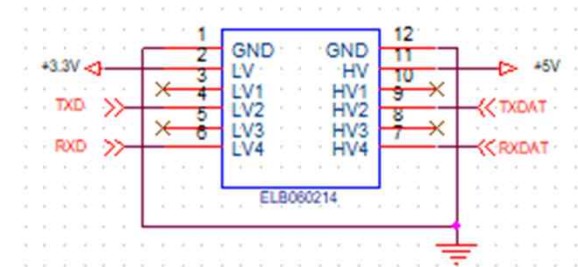 1 12
GND GND
2 11
+3.3V LV HV +5V
3 10
LV1 HV1
4 9
TXD LV2 HV2 TXDAT
5 8
LV3 HV3
6 7
RXD LV4 HV4 RXDAT
ELB060214